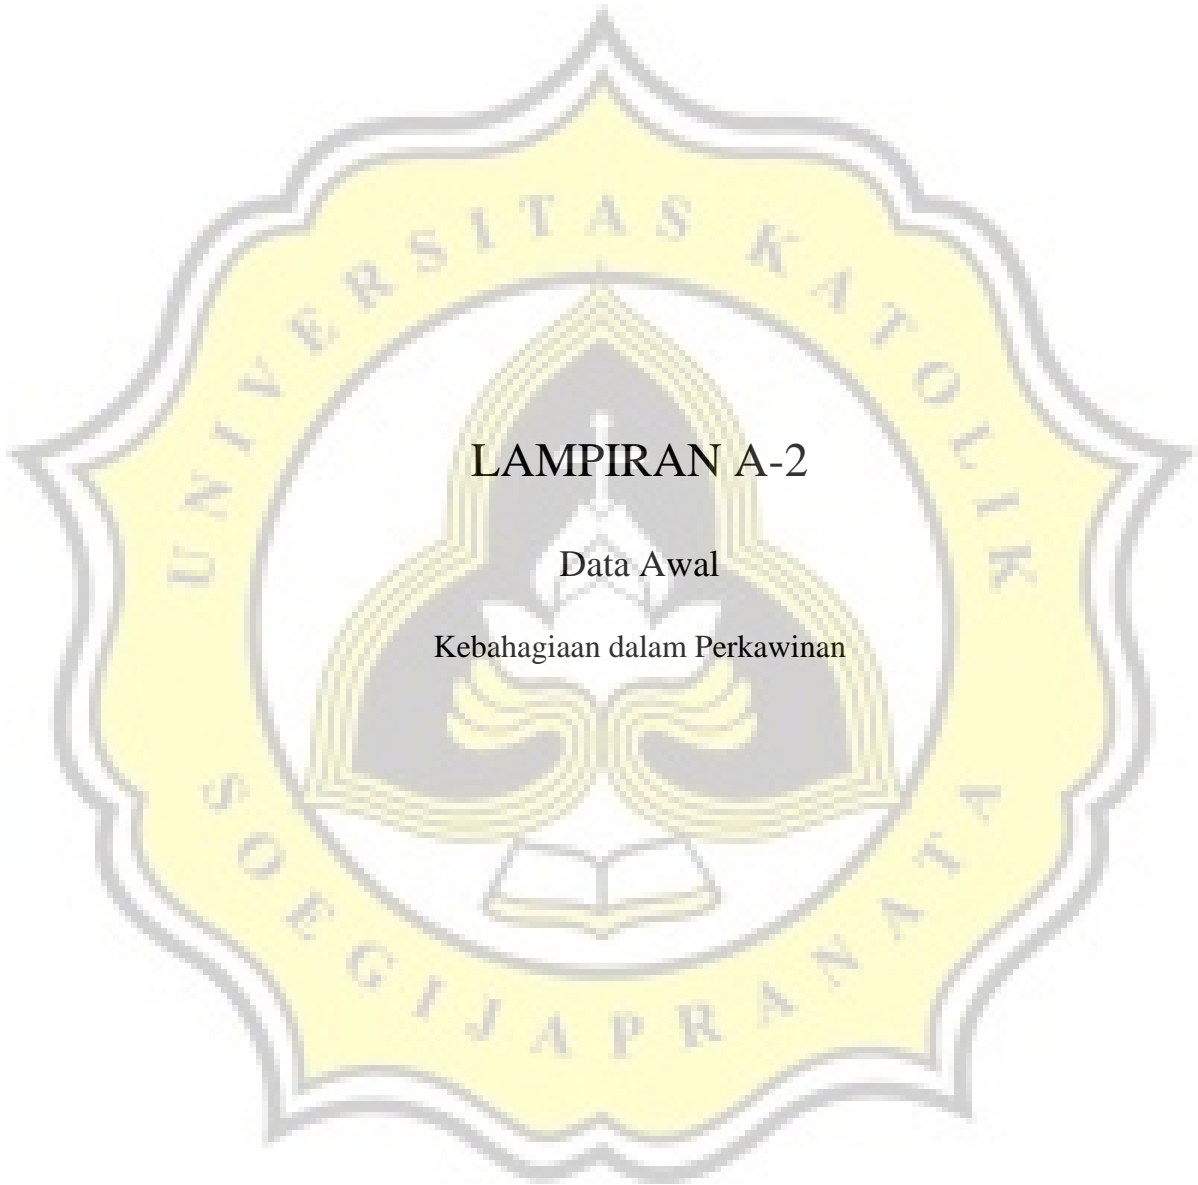 UNIVERSITAS KATOLIK
LAMPIRAN A-2
Data Awal
Kebahagiaan dalam Perkawinan
SOEGIJAPRANATA